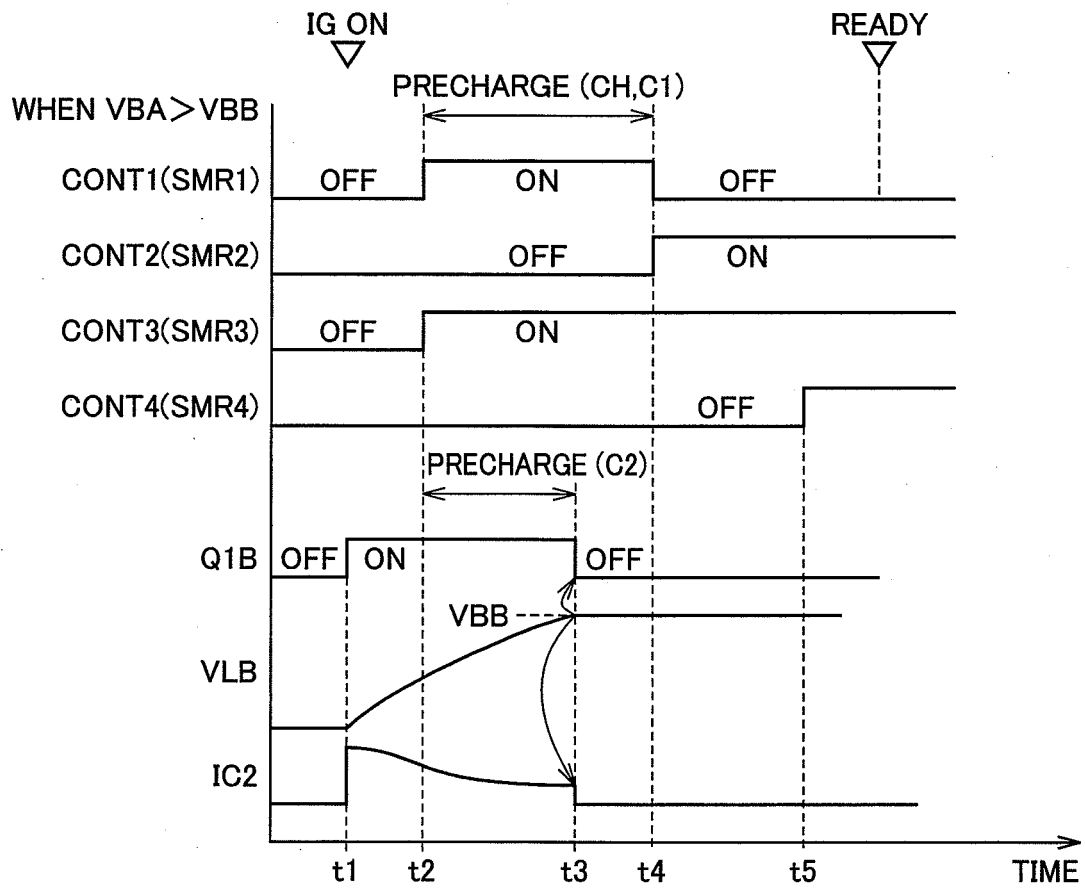 IG ON
READY
PRECHARGE (CH,C1)
WHEN VBA>VBB
CONT1(SMR1)
OFF
ON
OFF
CONT2(SMR2)
OFF
ON
CONT3(SMR3)
OFF
ON
CONT4(SMR4)
OFF
PRECHARGE (C2)
Q1B
OFF
ON
OFF
VBB
VLB
IC2
t1
t2
t3
t4
t5
TIME